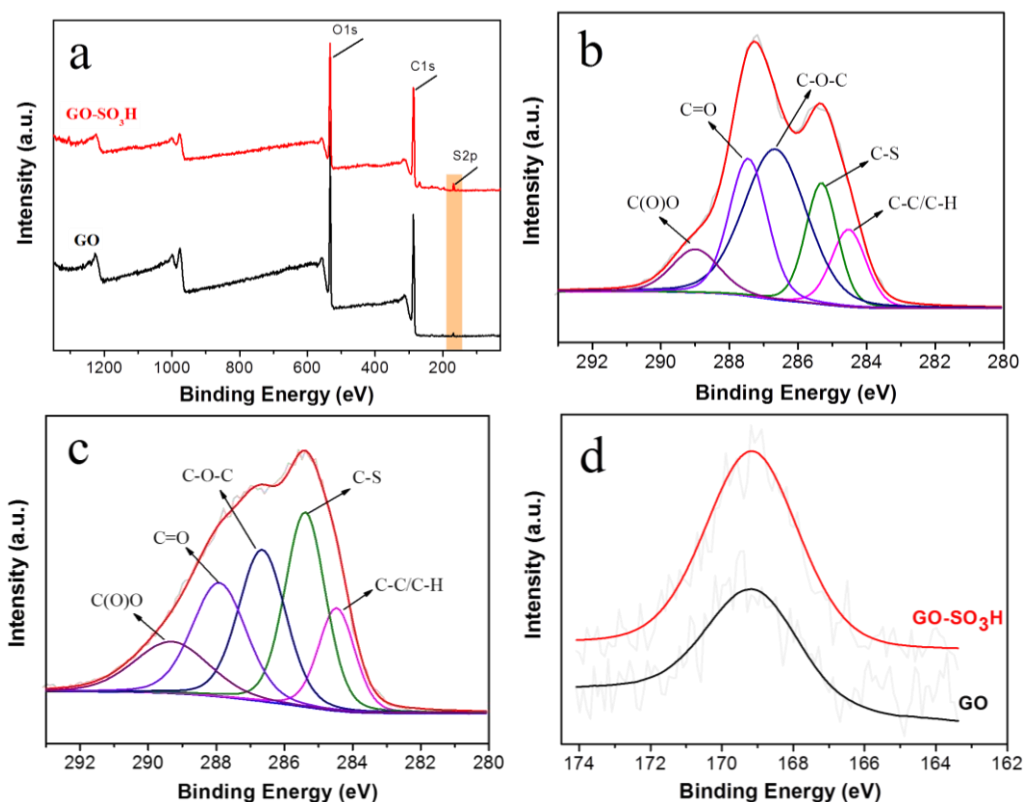 a
O1s
C1s
GO-SO₃H
S2p
GO
Intensity (a.u.)
1200 1000 800 600 400 200
Binding Energy (eV)
b
C-O-C
C=O
C-S
C(O)O
C-C/C-H
Intensity (a.u.)
292 290 288 286 284 282 280
Binding Energy (eV)
c
C-O-C
C-S
C=O
C-C/C-H
C(O)O
Intensity (a.u.)
292 290 288 286 284 282 280
Binding Energy (eV)
d
GO-SO₃H
GO
Intensity (a.u.)
174 172 170 168 166 164 162
Binding Energy (eV)